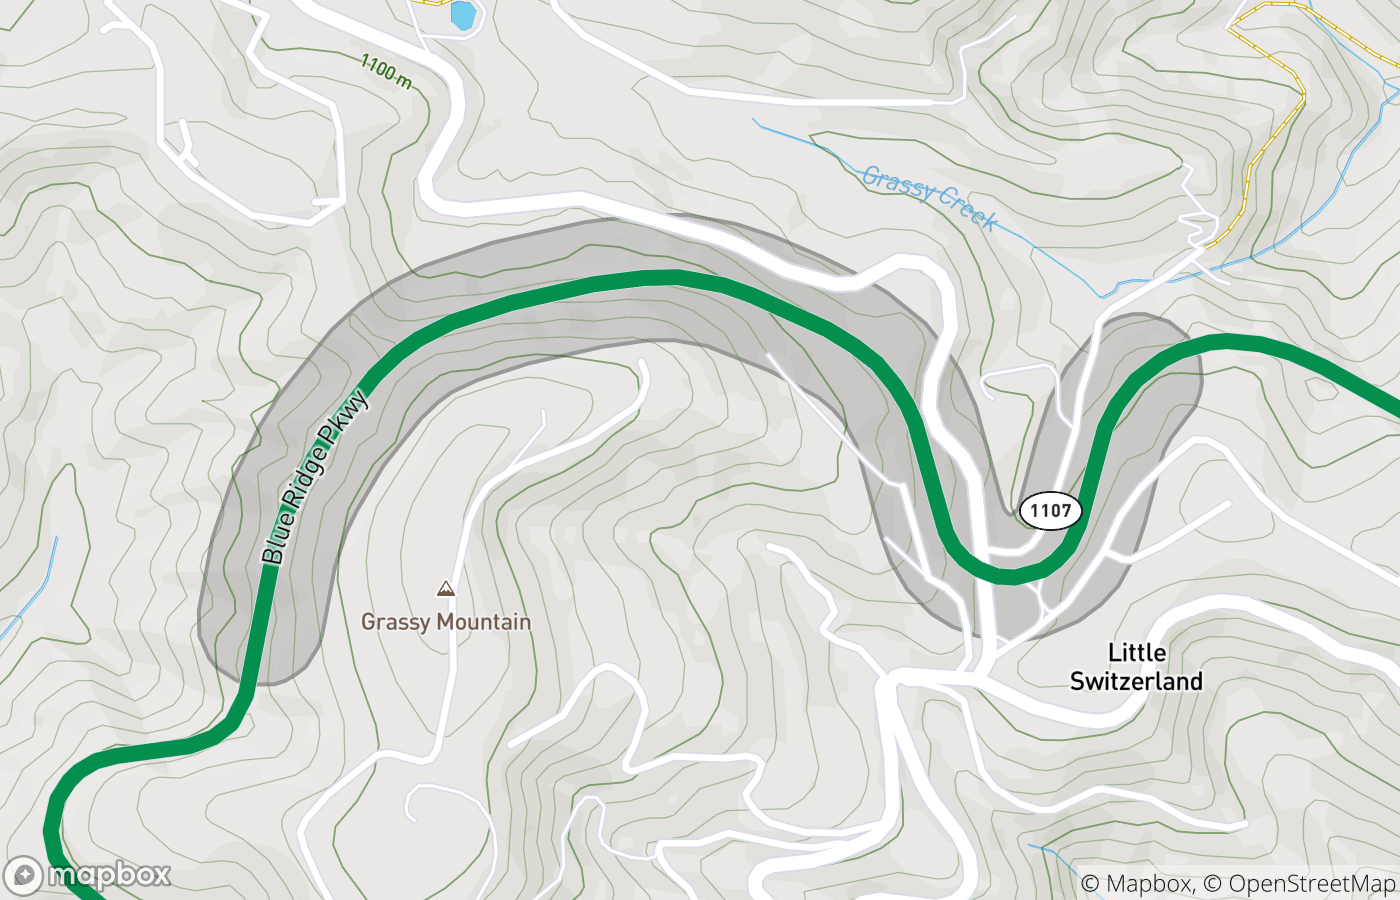 1100 m
Grassy Creek
Blue Ridge Pkwy
1107
Grassy Mountain
Little
Switzerland
mapbox
© Mapbox, © OpenStreetMap